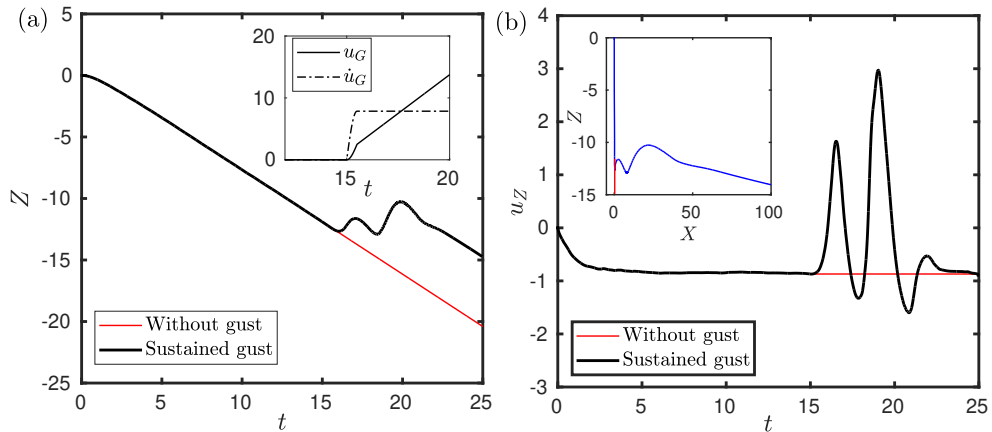 (a)
5
0
-5
-10
-15
-20
-25
Z
0 5 10 15 20 25
t
20
10
0
15 20
t
u_G
u̇_G
Without gust
Sustained gust
(b)
4
3
2
1
0
-1
-2
-3
u_Z
0 5 10 15 20 25
t
0
-5
-10
-15
Z
0 50 100
X
Without gust
Sustained gust